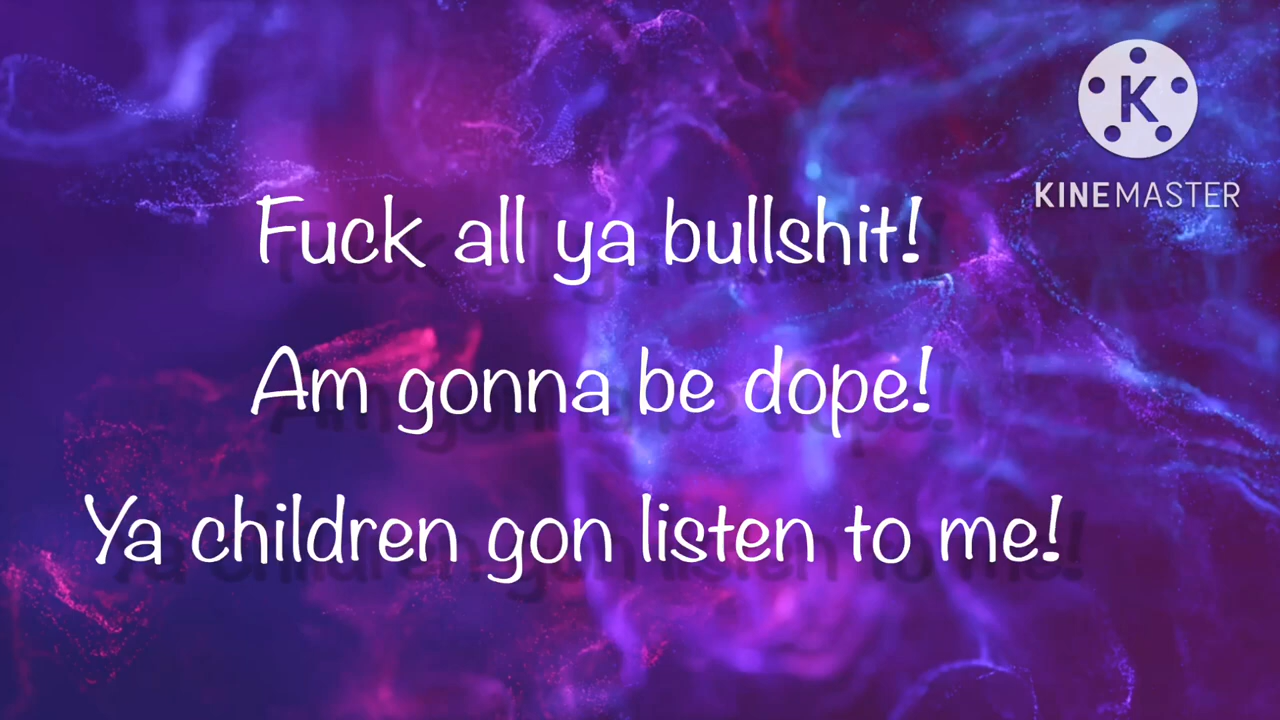 K
KINEMASTER
Fuck all ya bullshit!
Am gonna be dope!
Ya children gon listen to me!